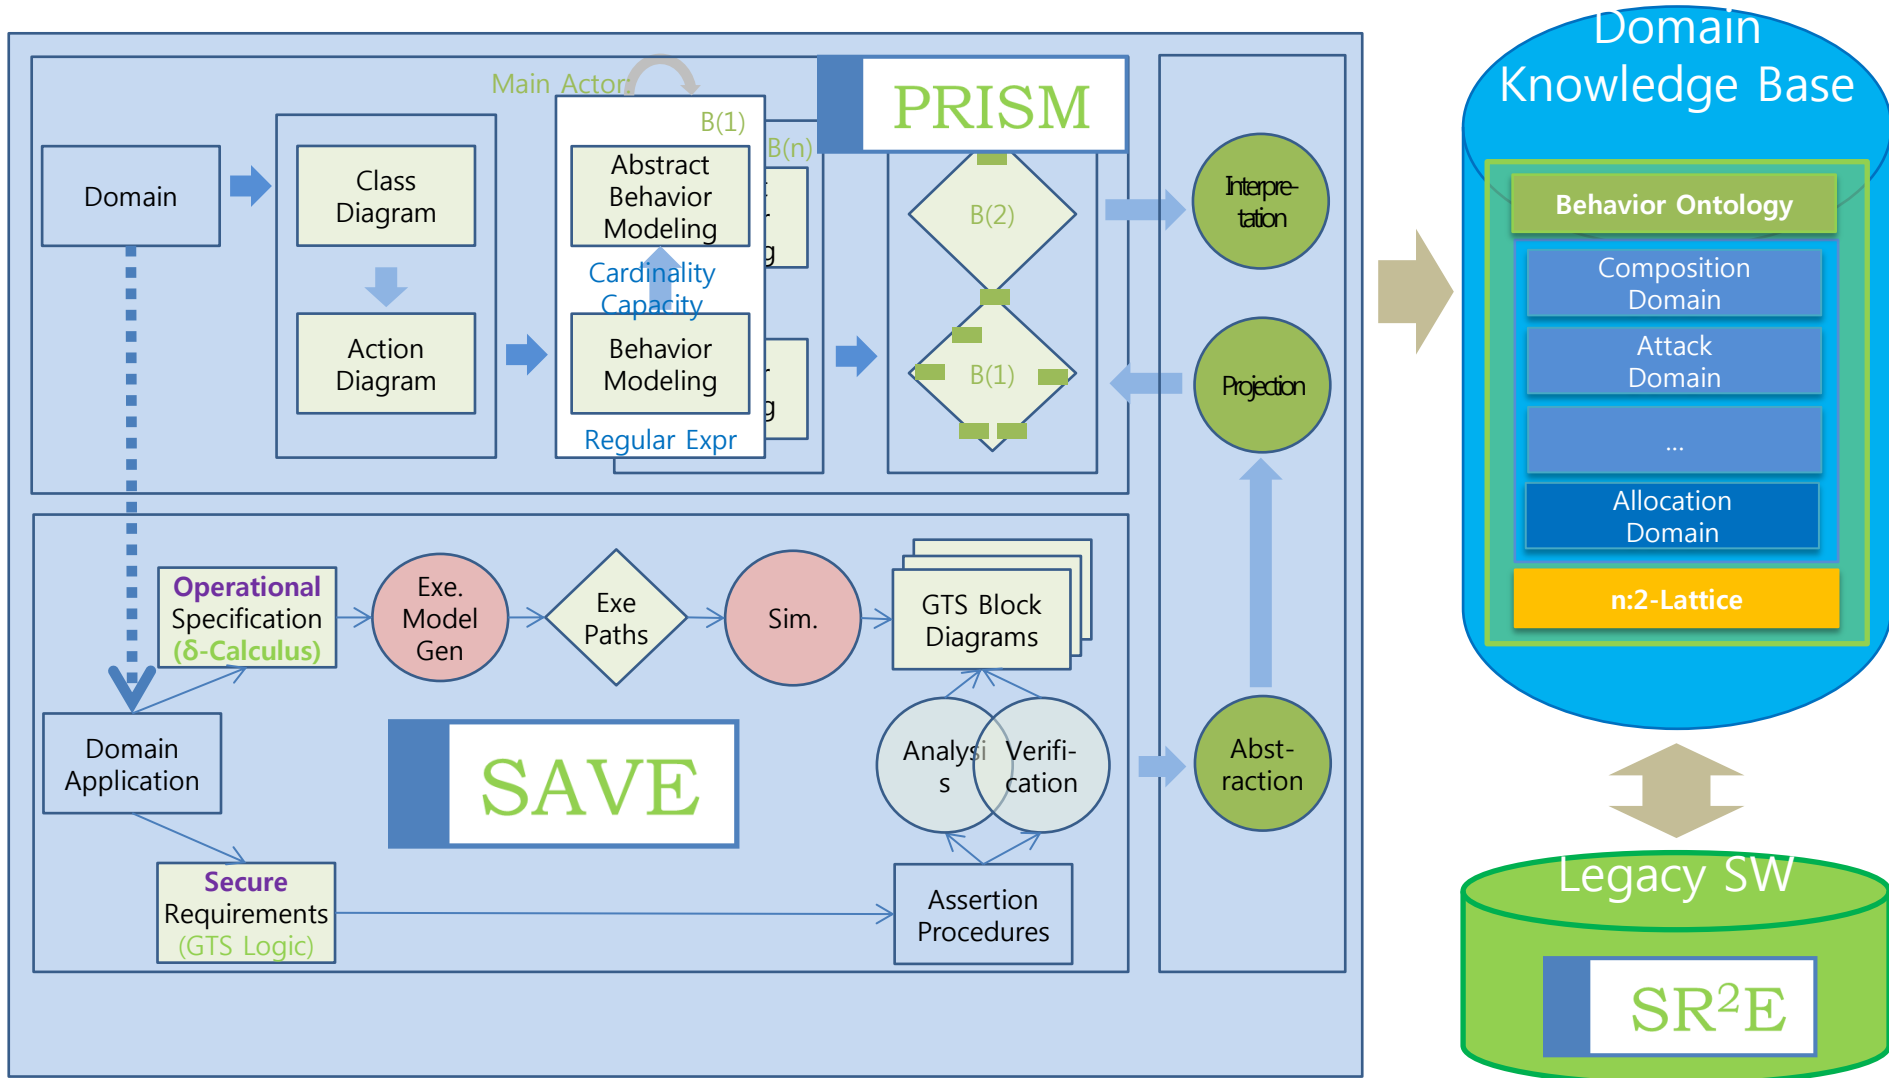 Main Actor:
B(1)
B(n)
PRISM
Domain
Class
Diagram
Action
Diagram
Abstract
Behavior
Modeling
Cardinality
Capacity
Behavior
Modeling
Regular Expr
g
g
B(2)
B(1)
Interpre-
tation
Projection
Abst-
raction
Operational
Specification
(δ-Calculus)
Exe.
Model
Gen
Exe
Paths
Sim.
GTS Block
Diagrams
Domain
Application
SAVE
Analysi
s
Verifi-
cation
Secure
Requirements
(GTS Logic)
Assertion
Procedures
Domain
Knowledge Base
Behavior Ontology
Composition
Domain
Attack
Domain
...
Allocation
Domain
n:2-Lattice
Legacy SW
SR²E